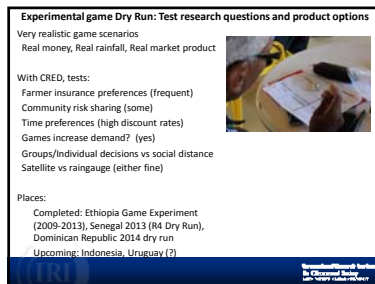 Experimental game Dry Run: Test research questions and product options
Very realistic game scenarios
Real money, Real rainfall, Real market product
With CRED, tests:
Farmer insurance preferences (frequent)
Community risk sharing (some)
Time preferences (high discount rates)
Games increase demand? (yes)
Groups/Individual decisions vs social distance
Satellite vs raingauge (either fine)
Places:
Completed: Ethiopia Game Experiment
(2009-2013), Senegal 2013 (R4 Dry Run),
Dominican Republic 2014 dry run
Upcoming: Indonesia, Uruguay (?)
IRI